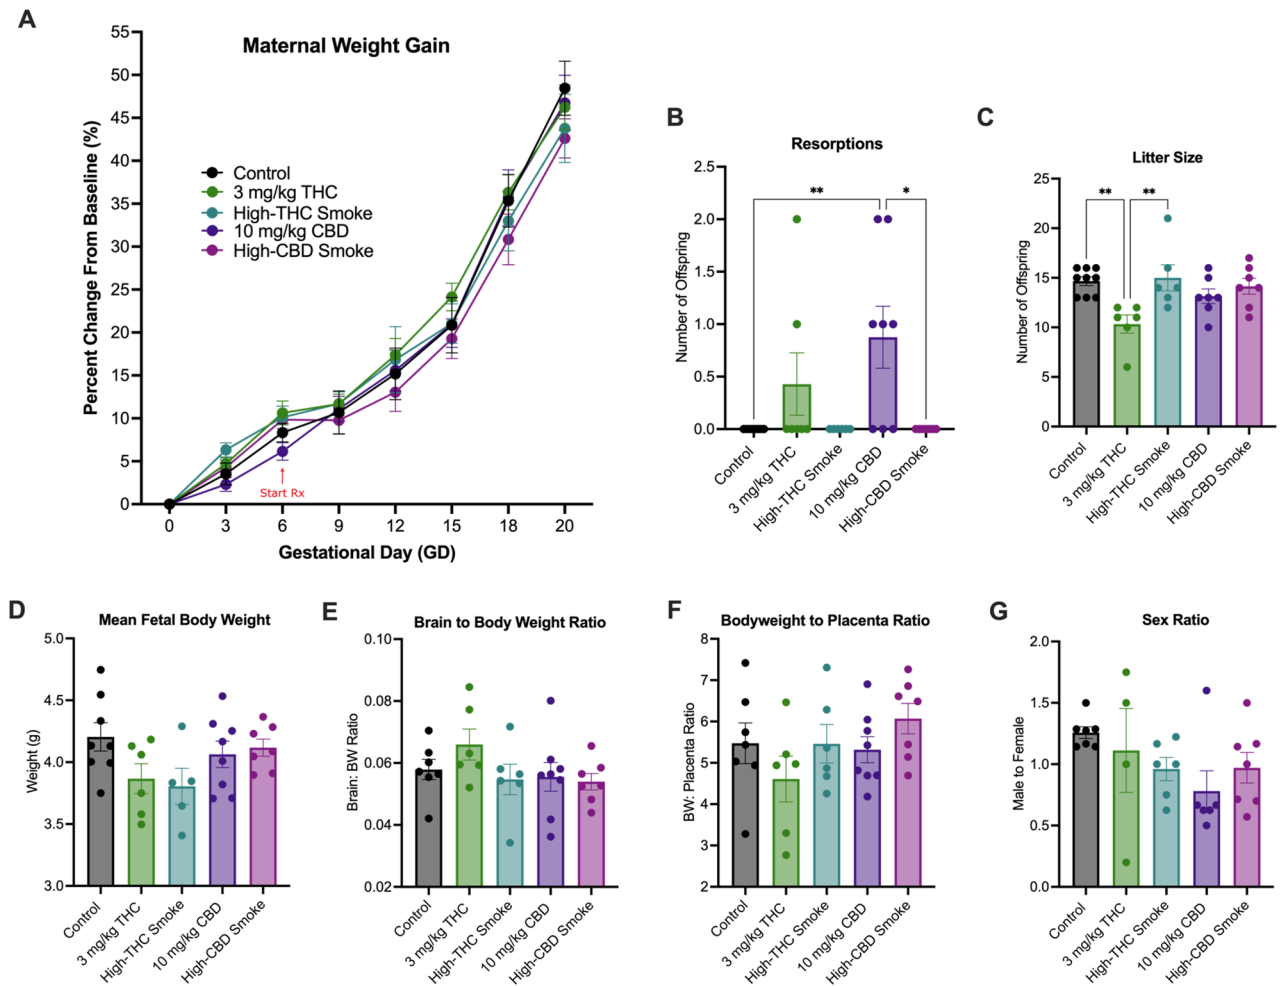 A
Maternal Weight Gain
55
50
45
40
35
30
25
20
15
10
5
0
Percent Change From Baseline (%)
Control
3 mg/kg THC
High-THC Smoke
10 mg/kg CBD
High-CBD Smoke
Start Rx
0 3 6 9 12 15 18 20
Gestational Day (GD)
B
Resorptions
2.5
2.0
1.5
1.0
0.5
0.0
Number of Offspring
** *
Control
3 mg/kg THC
High-THC Smoke
10 mg/kg CBD
High-CBD Smoke
C
Litter Size
25
20
15
10
5
0
Number of Offspring
** **
Control
3 mg/kg THC
High-THC Smoke
10 mg/kg CBD
High-CBD Smoke
D
Mean Fetal Body Weight
5.0
4.5
4.0
3.5
3.0
Weight (g)
Control
3 mg/kg THC
High-THC Smoke
10 mg/kg CBD
High-CBD Smoke
E
Brain to Body Weight Ratio
0.10
0.08
0.06
0.04
0.02
Brain: BW Ratio
Control
3 mg/kg THC
High-THC Smoke
10 mg/kg CBD
High-CBD Smoke
F
Bodyweight to Placenta Ratio
8
7
6
5
4
3
2
BW: Placenta Ratio
Control
3 mg/kg THC
High-THC Smoke
10 mg/kg CBD
High-CBD Smoke
G
Sex Ratio
2.0
1.5
1.0
0.5
0.0
Male to Female
Control
3 mg/kg THC
High-THC Smoke
10 mg/kg CBD
High-CBD Smoke